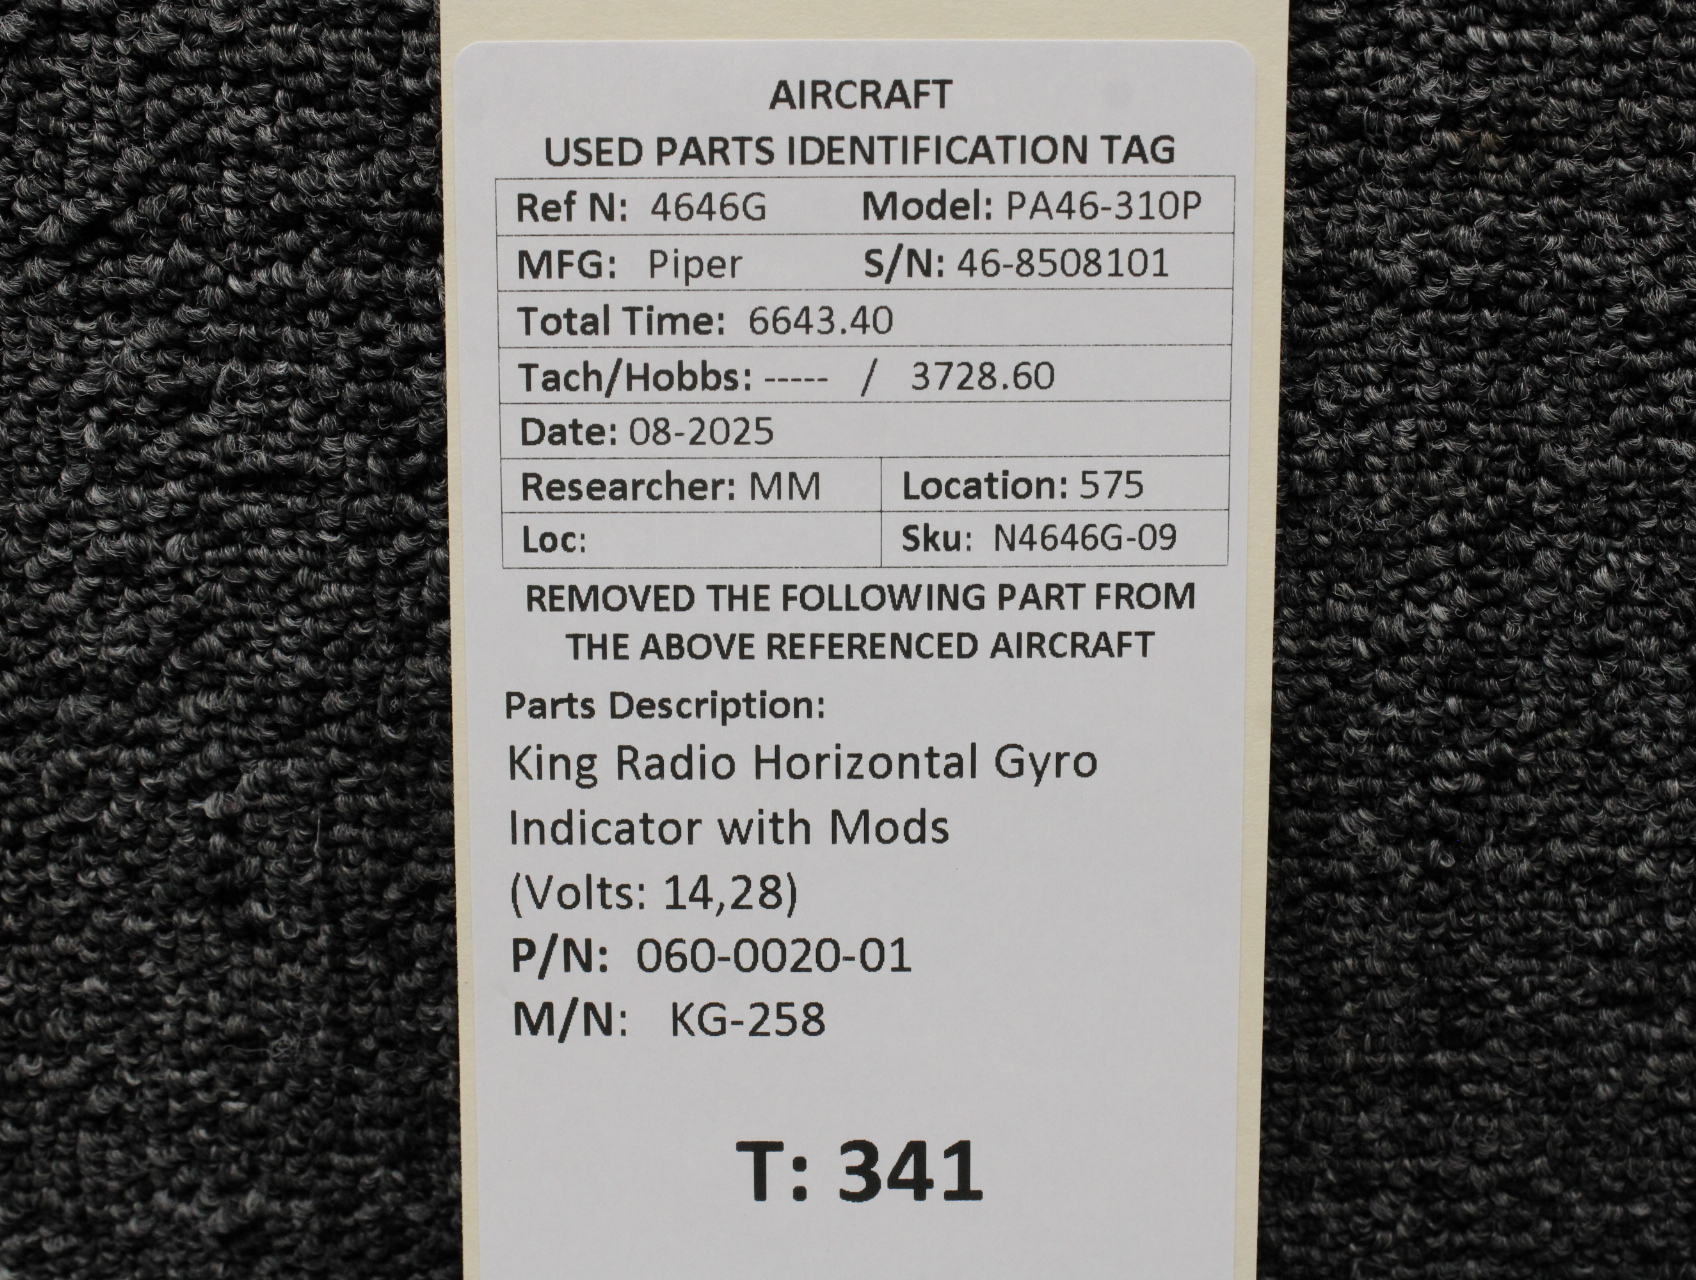 AIRCRAFT
USED PARTS IDENTIFICATION TAG
Ref N: 4646G Model: PA46-310P
MFG: Piper S/N: 46-8508101
Total Time: 6643.40
Tach/Hobbs: ----- / 3728.60
Date: 08-2025
Researcher: MM Location: 575
Loc: Sku: N4646G-09
REMOVED THE FOLLOWING PART FROM
THE ABOVE REFERENCED AIRCRAFT
Parts Description:
King Radio Horizontal Gyro
Indicator with Mods
(Volts: 14,28)
P/N: 060-0020-01
M/N: KG-258
T: 341